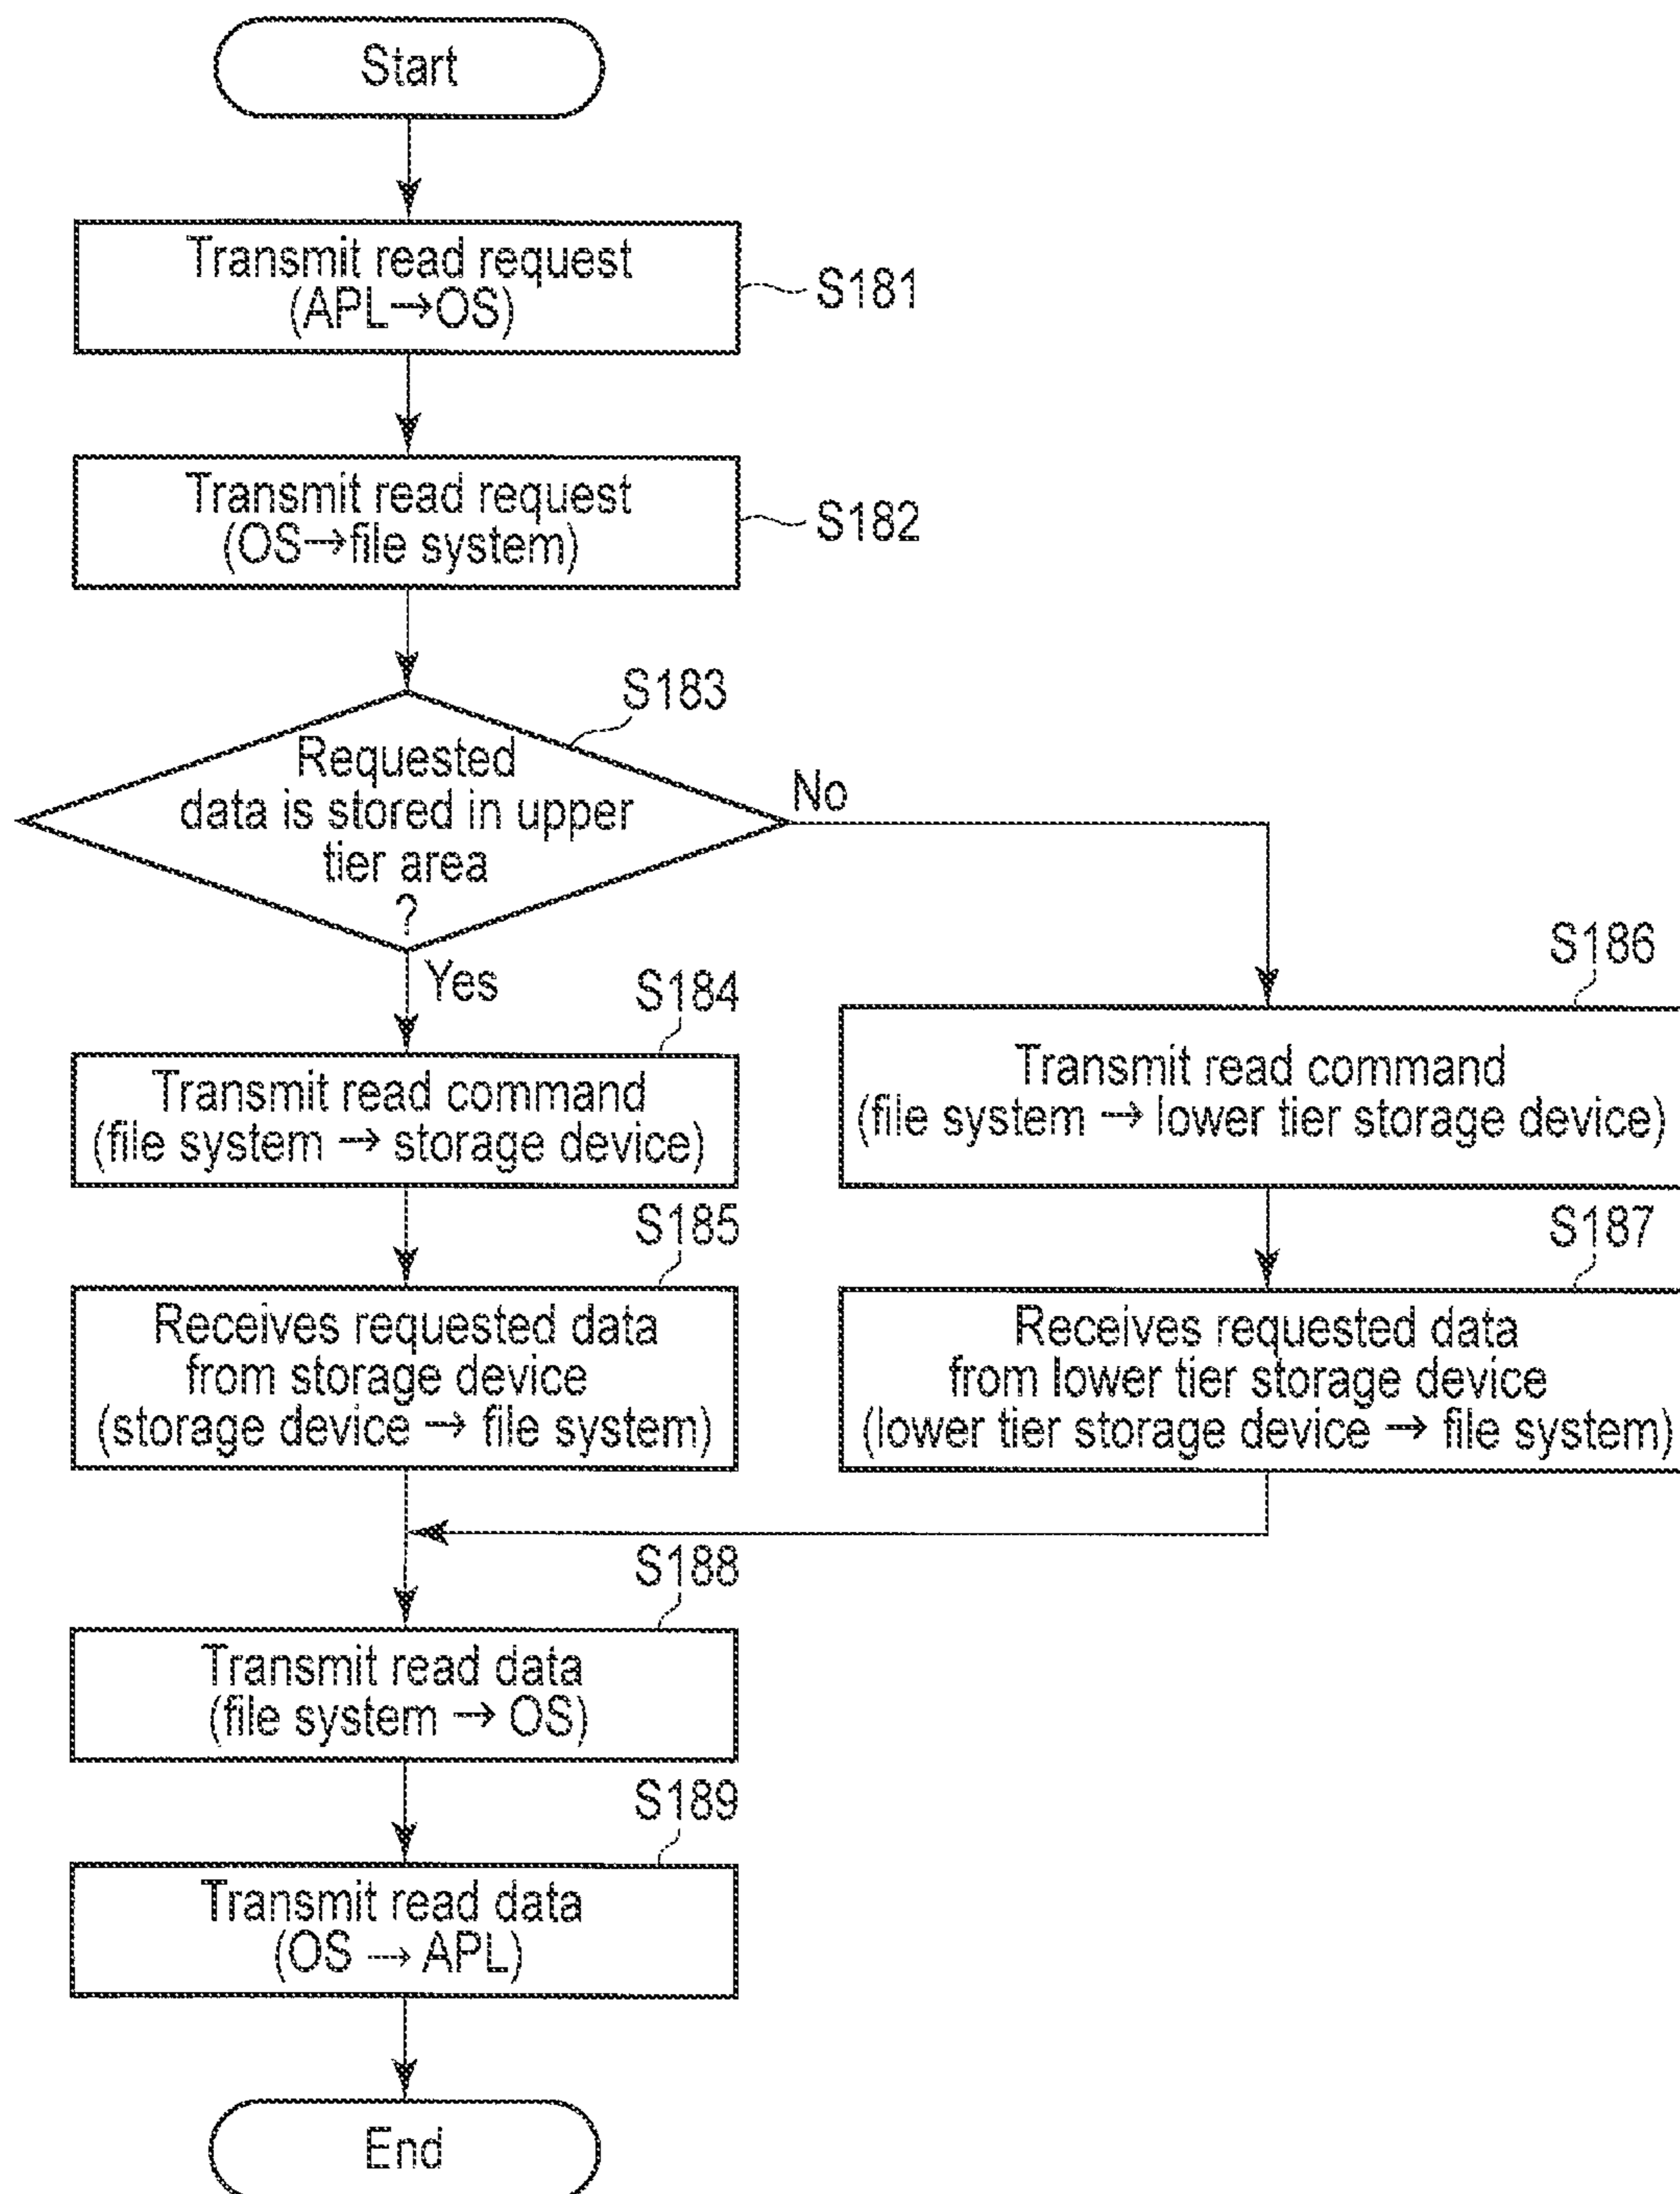 Start
Transmit read request
(APL→OS)
S181
Transmit read request
(OS→file system)
S182
S183
Requested
data is stored in upper
tier area
?
No
Yes
S184
Transmit read command
(file system → storage device)
S186
Transmit read command
(file system → lower tier storage device)
S185
Receives requested data
from storage device
(storage device → file system)
S187
Receives requested data
from lower tier storage device
(lower tier storage device → file system)
S188
Transmit read data
(file system → OS)
S189
Transmit read data
(OS → APL)
End